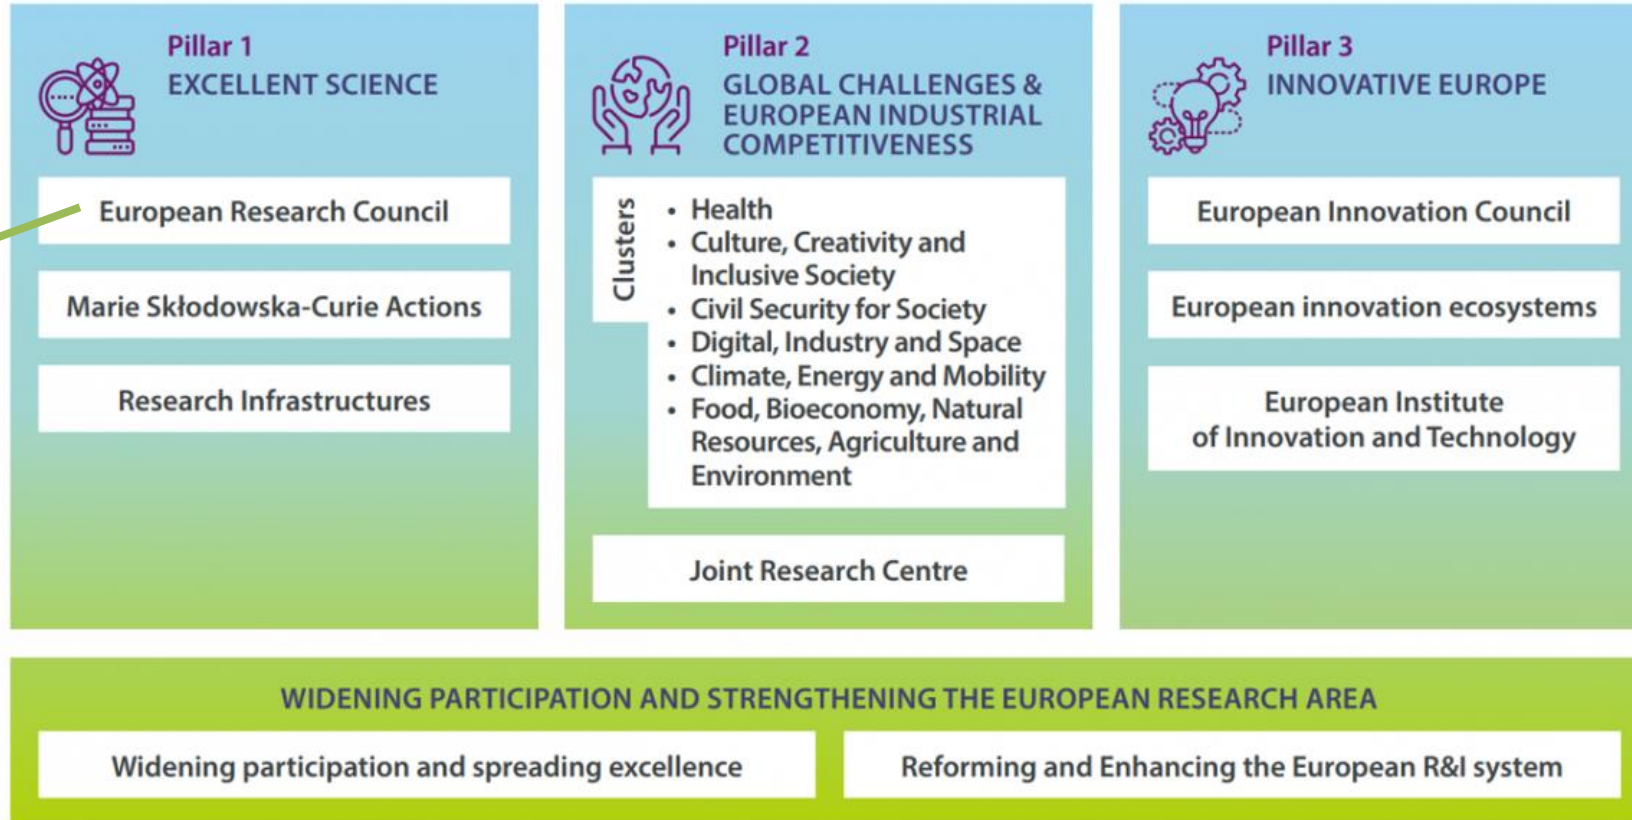 Pillar 1
EXCELLENT SCIENCE
European Research Council
Marie Skłodowska-Curie Actions
Research Infrastructures
Pillar 2
GLOBAL CHALLENGES &
EUROPEAN INDUSTRIAL
COMPETITIVENESS
Clusters
• Health
• Culture, Creativity and
Inclusive Society
• Civil Security for Society
• Digital, Industry and Space
• Climate, Energy and Mobility
• Food, Bioeconomy, Natural
Resources, Agriculture and
Environment
Joint Research Centre
Pillar 3
INNOVATIVE EUROPE
European Innovation Council
European innovation ecosystems
European Institute
of Innovation and Technology
WIDENING PARTICIPATION AND STRENGTHENING THE EUROPEAN RESEARCH AREA
Widening participation and spreading excellence
Reforming and Enhancing the European R&I system